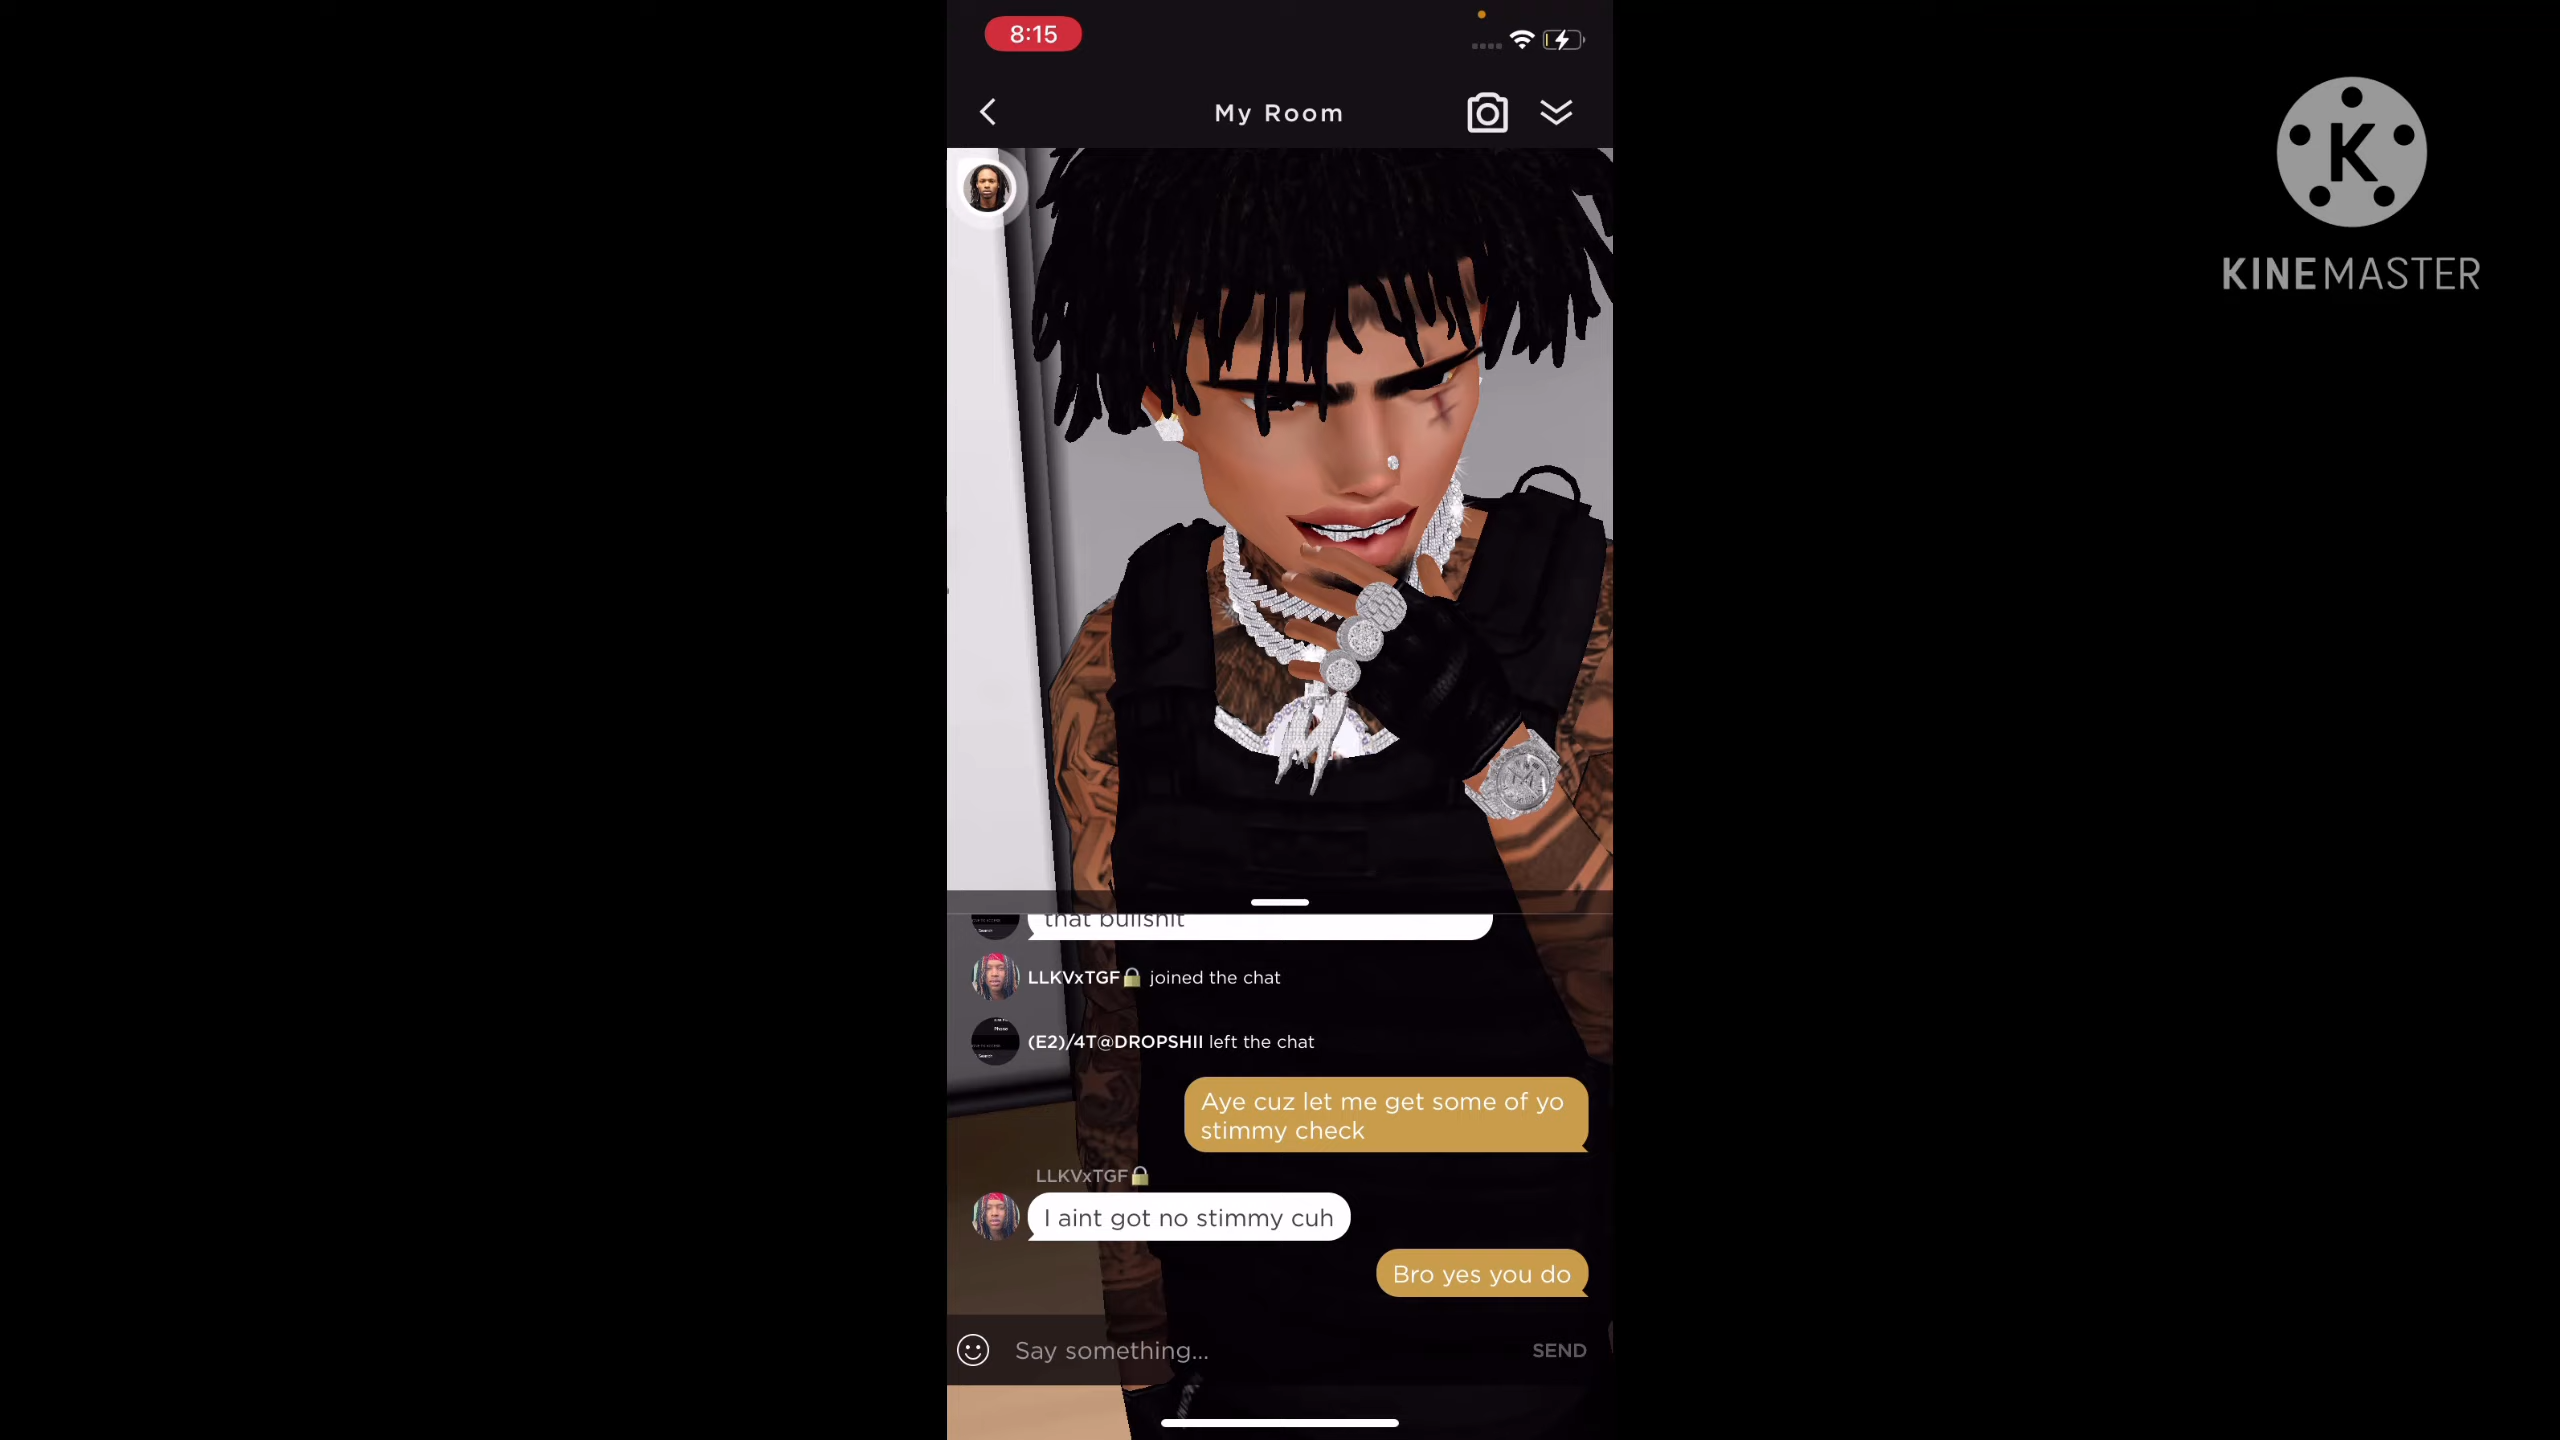 8:15
My Room
K
KINEMASTER
that bullshit
LLKVxTGF🔒 joined the chat
(E2)/4T@DROPSHII left the chat
Aye cuz let me get some of yo
stimmy check
LLKVxTGF🔒
I aint got no stimmy cuh
Bro yes you do
Say something...
SEND